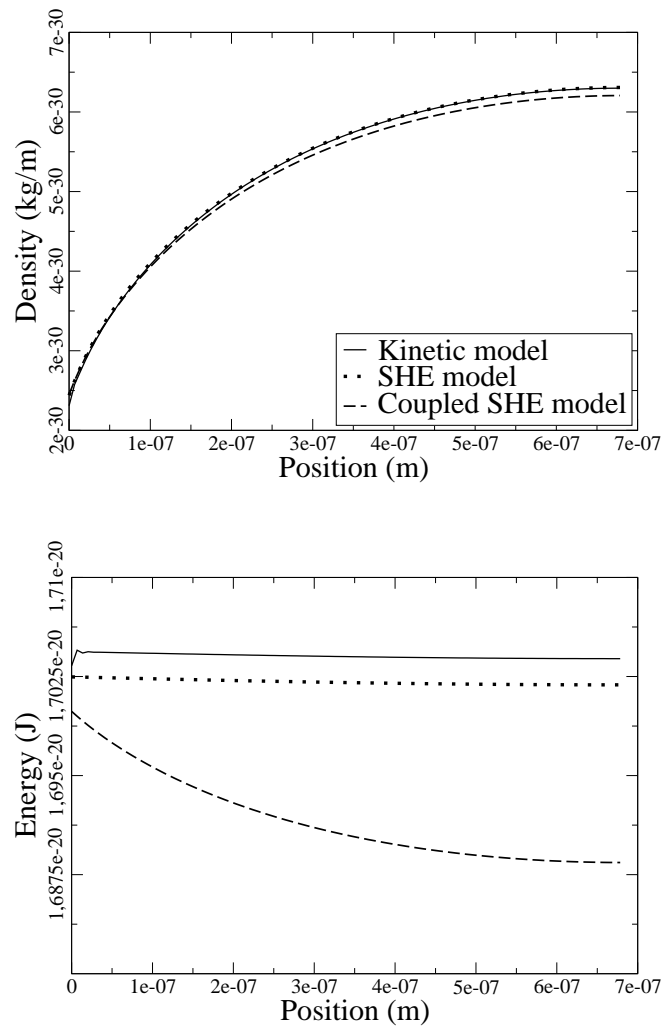 7e-30
6e-30
5e-30
4e-30
3e-30
2e-30
Density (kg/m)
Kinetic model
SHE model
Coupled SHE model
0 1e-07 2e-07 3e-07 4e-07 5e-07 6e-07 7e-07
Position (m)
1,71e-20
1,7025e-20
1,695e-20
1,6875e-20
Energy (J)
0 1e-07 2e-07 3e-07 4e-07 5e-07 6e-07 7e-07
Position (m)